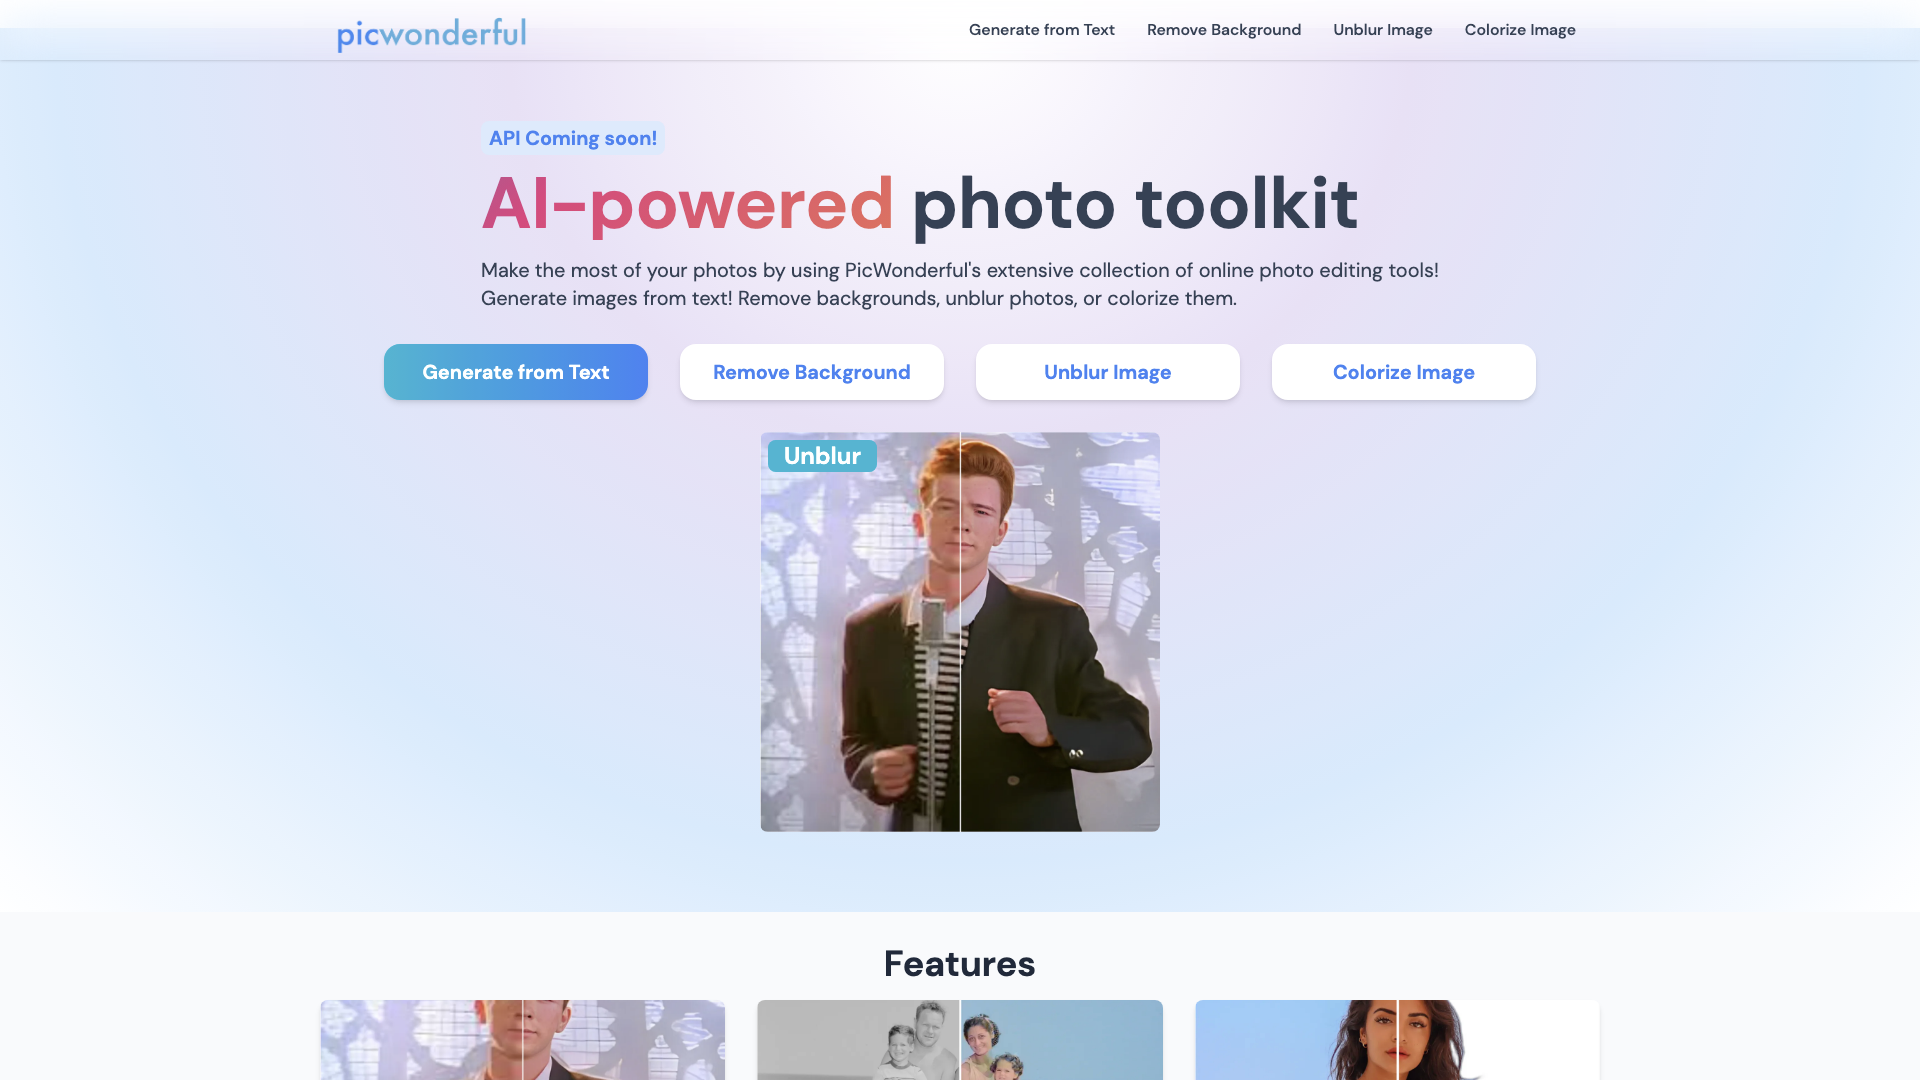 picwonderful
Generate from Text
Remove Background
Unblur Image
Colorize Image
API Coming soon!
AI-powered photo toolkit
Make the most of your photos by using PicWonderful's extensive collection of online photo editing tools!
Generate images from text! Remove backgrounds, unblur photos, or colorize them.
Generate from Text
Remove Background
Unblur Image
Colorize Image
Unblur
Features